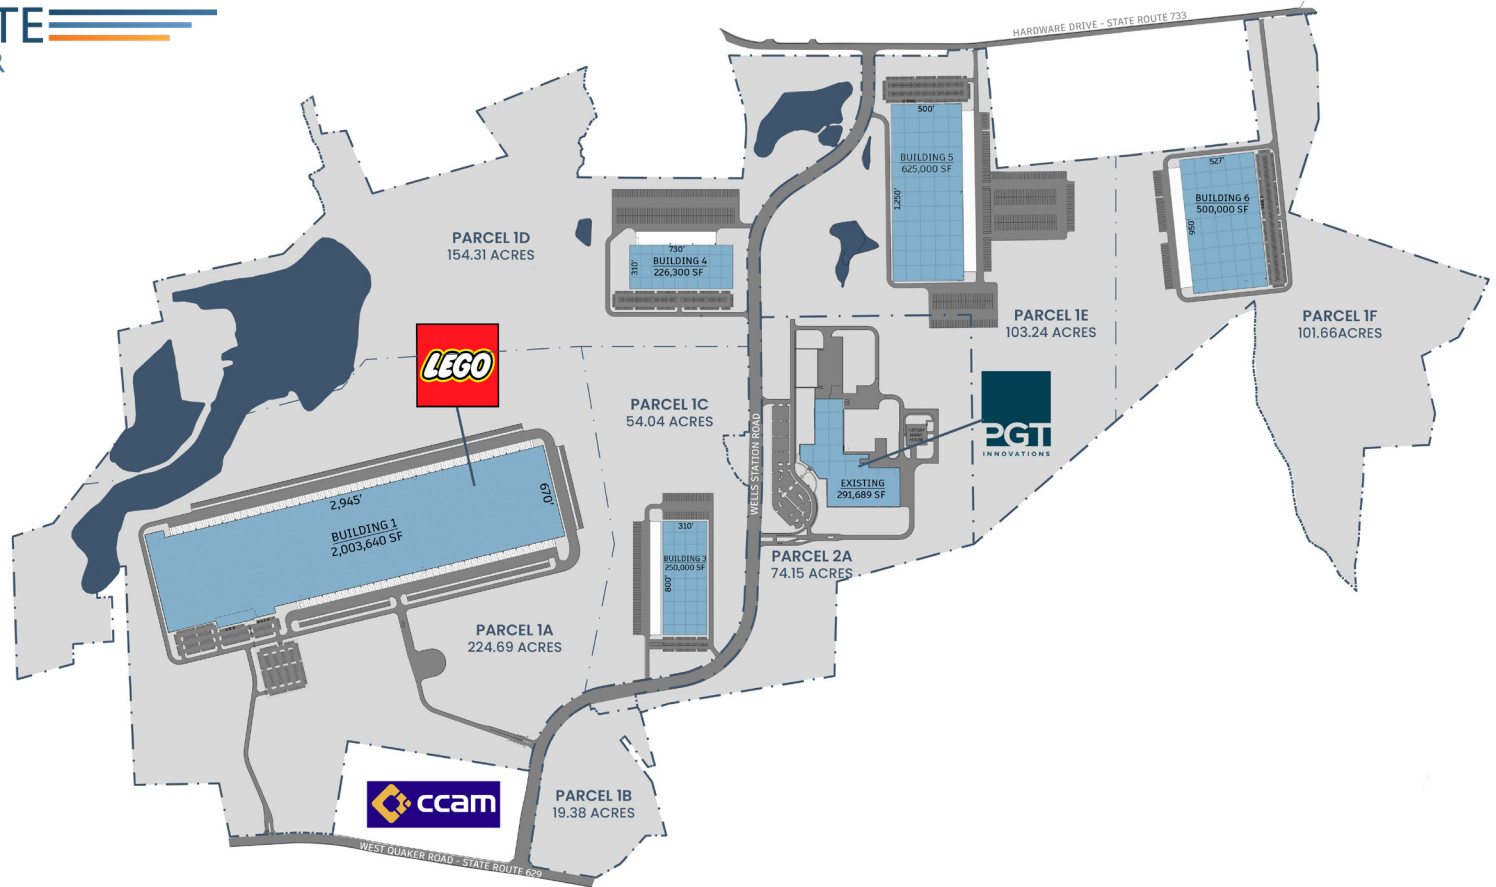 TE
R
HARDWARE DRIVE - STATE ROUTE 733
500'
BUILDING 5
625,000 SF
1,250'
527'
BUILDING 6
500,000 SF
950'
PARCEL 1D
154.31 ACRES
730'
310'
BUILDING 4
226,300 SF
PARCEL 1E
103.24 ACRES
PARCEL 1F
101.66ACRES
LEGO
PARCEL 1C
54.04 ACRES
WELLS STATION ROAD
PGT
INNOVATIONS
EXISTING
291,689 SF
2,945'
670'
BUILDING 1
2,003,640 SF
310'
BUILDING 3
250,000 SF
800'
PARCEL 2A
74.15 ACRES
PARCEL 1A
224.69 ACRES
ccam
PARCEL 1B
19.38 ACRES
WEST QUAKER ROAD - STATE ROUTE 629